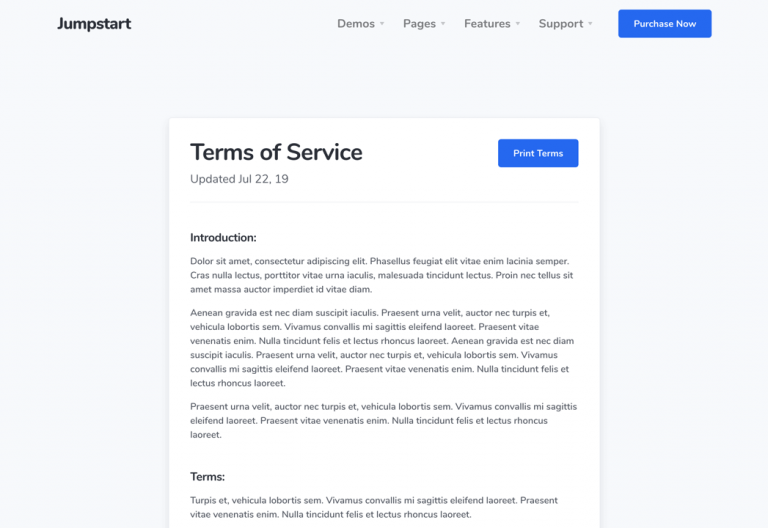 Jumpstart
Demos Pages Features Support Purchase Now
Terms of Service
Print Terms
Updated Jul 22, 19
Introduction:
Dolor sit amet, consectetur adipiscing elit. Phasellus feugiat elit vitae enim lacinia semper.
Cras nulla lectus, porttitor vitae urna iaculis, malesuada tincidunt lectus. Proin nec tellus sit
amet massa auctor imperdiet id vitae diam.
Aenean gravida est nec diam suscipit iaculis. Praesent urna velit, auctor nec turpis et,
vehicula lobortis sem. Vivamus convallis mi sagittis eleifend laoreet. Praesent vitae
venenatis enim. Nulla tincidunt felis et lectus rhoncus laoreet. Aenean gravida est nec diam
suscipit iaculis. Praesent urna velit, auctor nec turpis et, vehicula lobortis sem. Vivamus
convallis mi sagittis eleifend laoreet. Praesent vitae venenatis enim. Nulla tincidunt felis et
lectus rhoncus laoreet.
Praesent urna velit, auctor nec turpis et, vehicula lobortis sem. Vivamus convallis mi sagittis
eleifend laoreet. Praesent vitae venenatis enim. Nulla tincidunt felis et lectus rhoncus
laoreet.
Terms:
Turpis et, vehicula lobortis sem. Vivamus convallis mi sagittis eleifend laoreet. Praesent
vitae venenatis enim. Nulla tincidunt felis et lectus rhoncus laoreet.